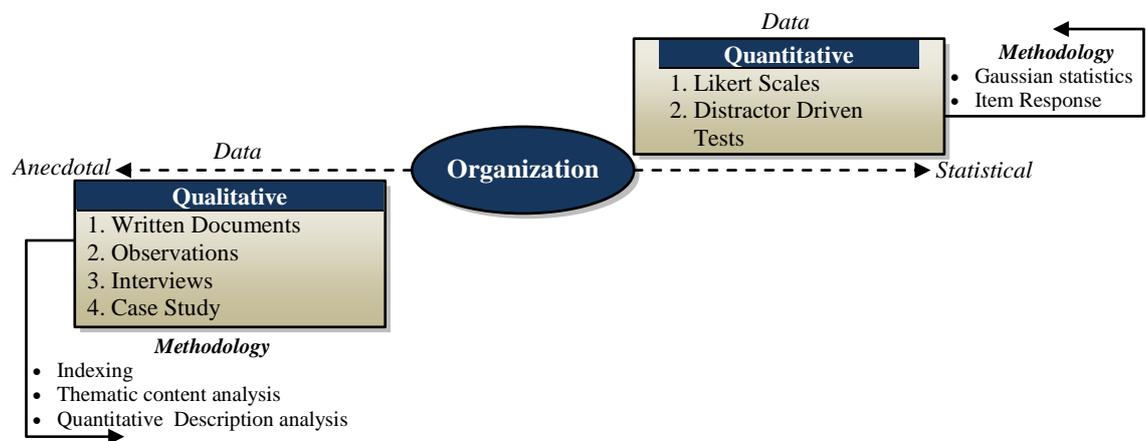 Data
Quantitative
1. Likert Scales
2. Distractor Driven
Tests
Methodology
• Gaussian statistics
• Item Response
Anecdotal
Data
Organization
Statistical
Qualitative
1. Written Documents
2. Observations
3. Interviews
4. Case Study
Methodology
• Indexing
• Thematic content analysis
• Quantitative Description analysis